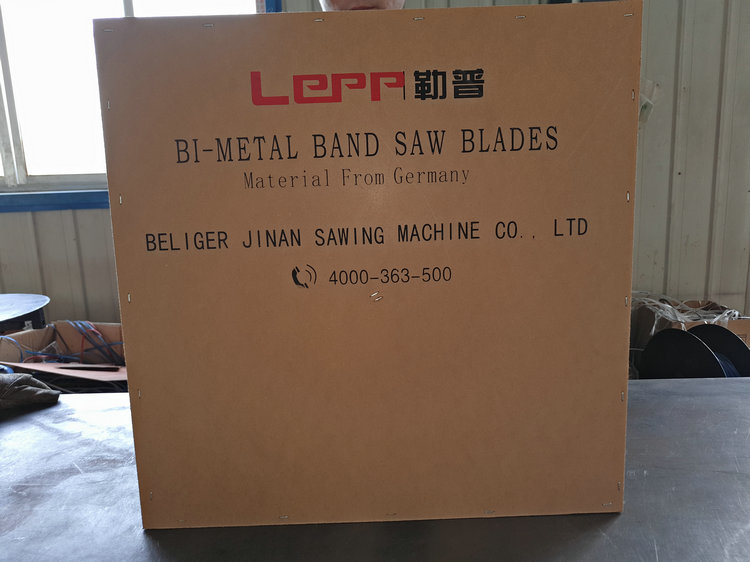 Lepp 勒普
BI-METAL BAND SAW BLADES
Material From Germany
BELIGER JINAN SAWING MACHINE CO., LTD
4000-363-500